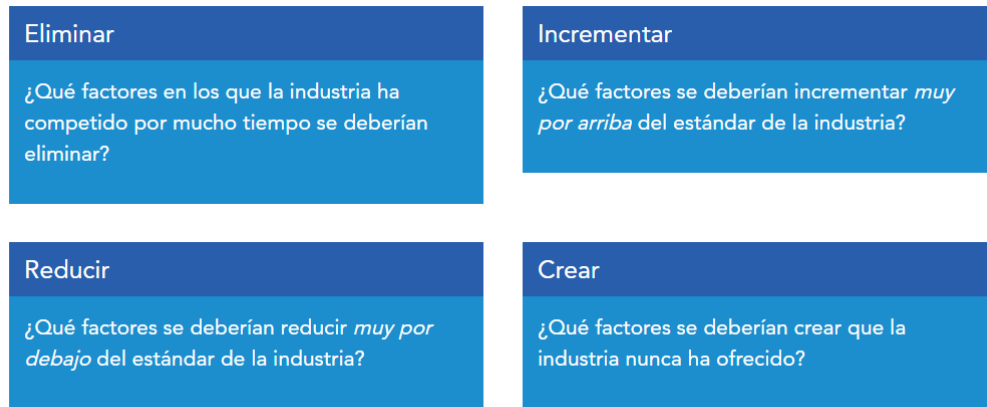 Eliminar
¿Qué factores en los que la industria ha
competido por mucho tiempo se deberían
eliminar?
Incrementar
¿Qué factores se deberían incrementar muy
por arriba del estándar de la industria?
Reducir
¿Qué factores se deberían reducir muy por
debajo del estándar de la industria?
Crear
¿Qué factores se deberían crear que la
industria nunca ha ofrecido?